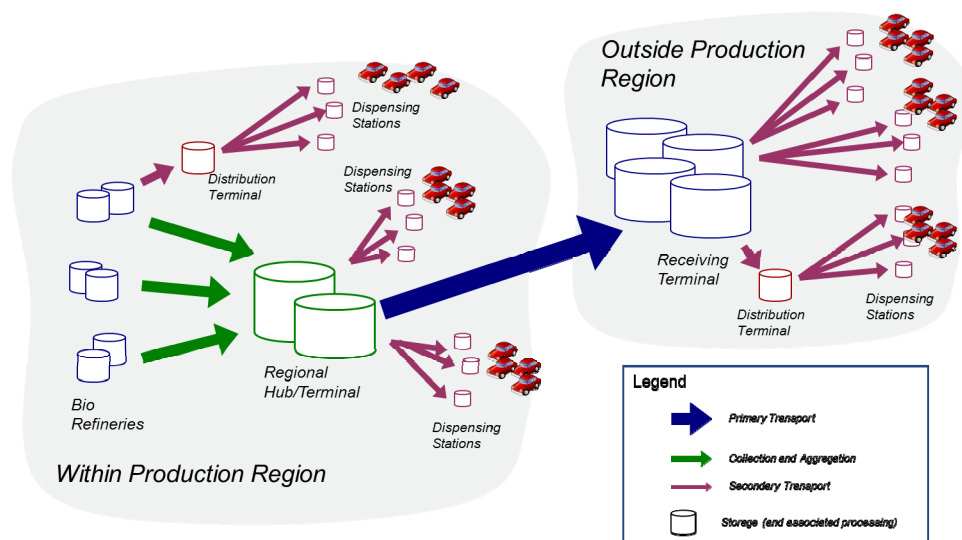 Outside Production
Region
Dispensing
Stations
Distribution
Terminal
Dispensing
Stations
Receiving
Terminal
Distribution
Terminal
Dispensing
Stations
Regional
Hub/Terminal
Bio
Refineries
Dispensing
Stations
Within Production Region
Legend
Primary Transport
Collection and Aggregation
Secondary Transport
Storage (and associated processing)